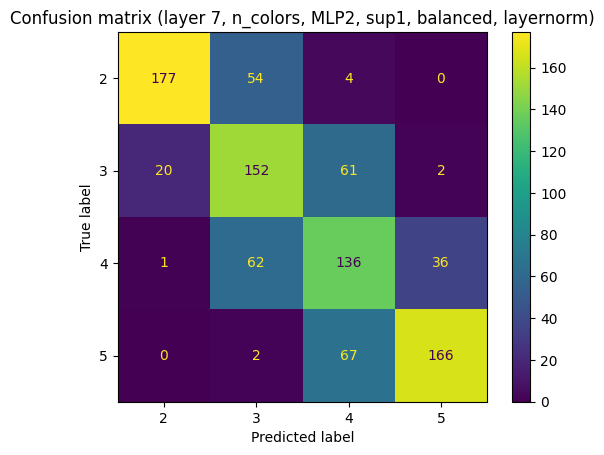 Confusion matrix (layer 7, n_colors, MLP2, sup1, balanced, layernorm)
2 177 54 4 0
3 20 152 61 2
4 1 62 136 36
5 0 2 67 166
2 3 4 5
Predicted label
True label
160
140
120
100
80
60
40
20
0